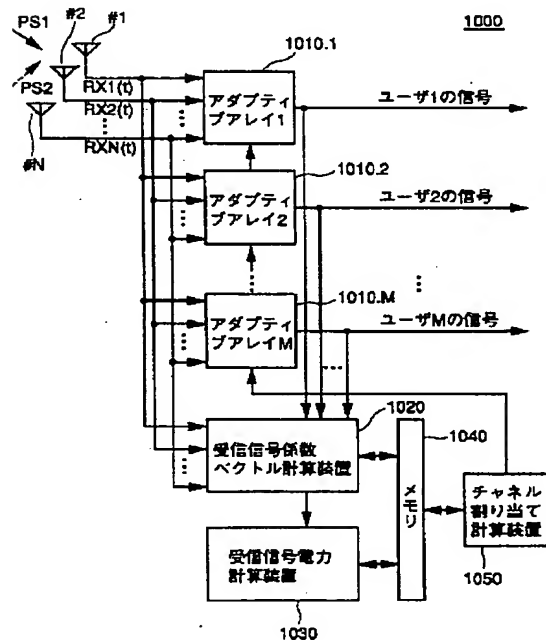 1000
PS1
#2
#1
1010.1
PS2
RX1(t)
RX2(t)
RXN(t)
#N
アダプティ
ブアレイ1
ユーザ1の信号
1010.2
アダプティ
ブアレイ2
ユーザ2の信号
1010.M
アダプティ
ブアレイM
ユーザMの信号
1020
1040
受信信号係数
ベクトル計算装置
メモリ
チャネル
割り当て
計算装置
1050
受信信号電力
計算装置
1030